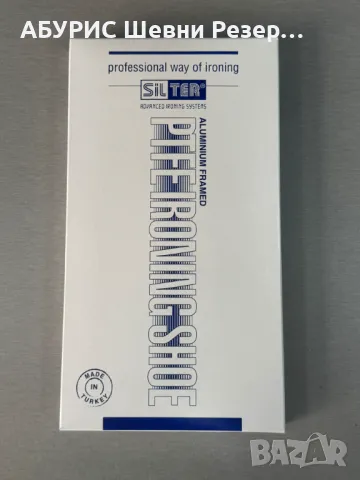 АБУРИС Шевни Резер...
professional way of ironing
SiLTER®
ADVANCED IRONING SYSTEMS
ALUMINIUM FRAMED
PTFE IRONING SHOE
MADE
IN
TURKEY
BAZAR